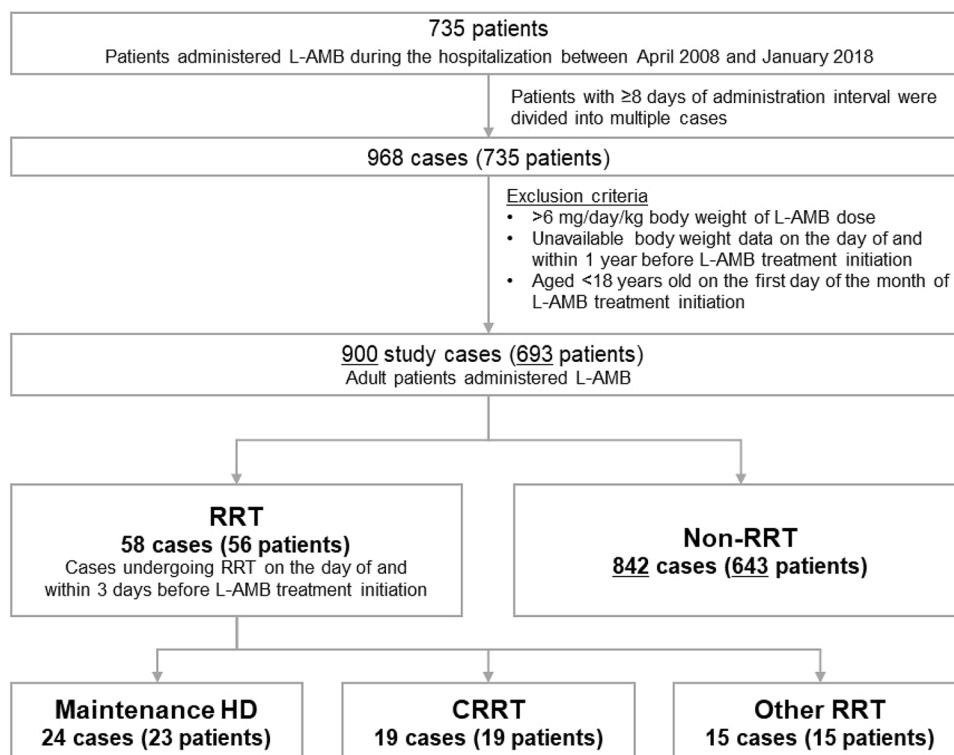 735 patients
Patients administered L-AMB during the hospitalization between April 2008 and January 2018
Patients with ≥8 days of administration interval were
divided into multiple cases
968 cases (735 patients)
Exclusion criteria
• >6 mg/day/kg body weight of L-AMB dose
• Unavailable body weight data on the day of and
within 1 year before L-AMB treatment initiation
• Aged <18 years old on the first day of the month of
L-AMB treatment initiation
900 study cases (693 patients)
Adult patients administered L-AMB
RRT
58 cases (56 patients)
Cases undergoing RRT on the day of and
within 3 days before L-AMB treatment initiation
Non-RRT
842 cases (643 patients)
Maintenance HD
24 cases (23 patients)
CRRT
19 cases (19 patients)
Other RRT
15 cases (15 patients)